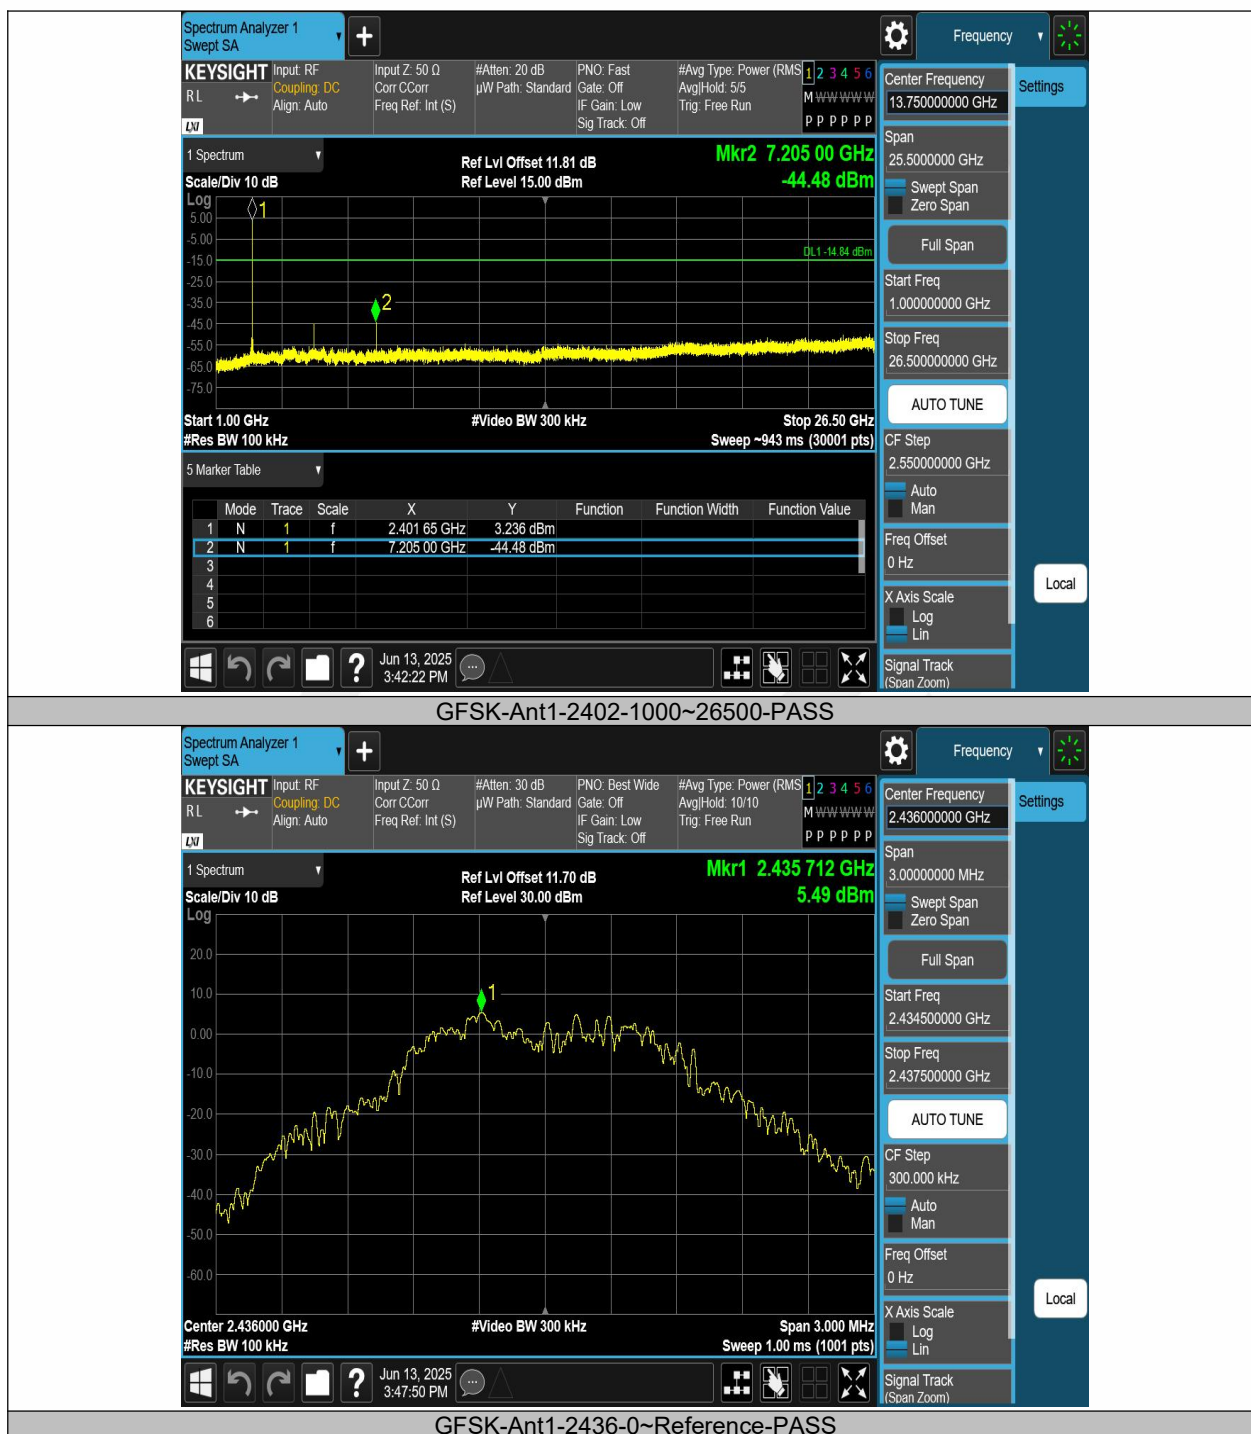 Spectrum Analyzer 1
Swept SA
Frequency
KEYSIGHT
R L
LXI
Input: RF
Coupling: DC
Align: Auto
Input Z: 50 Ω
Corr CCorr
Freq Ref: Int (S)
#Atten: 20 dB
µW Path: Standard
PNO: Fast
Gate: Off
IF Gain: Low
Sig Track: Off
#Avg Type: Power (RMS
Avg|Hold: 5/5
Trig: Free Run
1 2 3 4 5 6
M W W W W W
P P P P P P
1 Spectrum
Scale/Div 10 dB
Ref Lvl Offset 11.81 dB
Ref Level 15.00 dBm
Mkr2 7.205 00 GHz
-44.48 dBm
Log
1
5.00
-5.00
DL1 -14.84 dBm
-15.0
-25.0
-35.0
2
-45.0
-55.0
-65.0
-75.0
Start 1.00 GHz
#Res BW 100 kHz
#Video BW 300 kHz
Stop 26.50 GHz
Sweep ~943 ms (30001 pts)
5 Marker Table
Mode Trace Scale X Y Function Function Width Function Value
1 N 1 f 2.401 65 GHz 3.236 dBm
2 N 1 f 7.205 00 GHz -44.48 dBm
3
4
5
6
Jun 13, 2025
3:42:22 PM
Center Frequency
13.750000000 GHz
Settings
Span
25.5000000 GHz
Swept Span
Zero Span
Full Span
Start Freq
1.000000000 GHz
Stop Freq
26.500000000 GHz
AUTO TUNE
CF Step
2.550000000 GHz
Auto
Man
Freq Offset
0 Hz
Local
X Axis Scale
Log
Lin
Signal Track
(Span Zoom)
GFSK-Ant1-2402-1000~26500-PASS
Spectrum Analyzer 1
Swept SA
Frequency
KEYSIGHT
R L
LXI
Input: RF
Coupling: DC
Align: Auto
Input Z: 50 Ω
Corr CCorr
Freq Ref: Int (S)
#Atten: 30 dB
µW Path: Standard
PNO: Best Wide
Gate: Off
IF Gain: Low
Sig Track: Off
#Avg Type: Power (RMS
Avg|Hold: 10/10
Trig: Free Run
1 2 3 4 5 6
M W W W W W
P P P P P P
1 Spectrum
Scale/Div 10 dB
Ref Lvl Offset 11.70 dB
Ref Level 30.00 dBm
Mkr1 2.435 712 GHz
5.49 dBm
Log
20.0
10.0
1
0.00
-10.0
-20.0
-30.0
-40.0
-50.0
-60.0
Center 2.436000 GHz
#Res BW 100 kHz
#Video BW 300 kHz
Span 3.000 MHz
Sweep 1.00 ms (1001 pts)
Jun 13, 2025
3:47:50 PM
Center Frequency
2.436000000 GHz
Settings
Span
3.00000000 MHz
Swept Span
Zero Span
Full Span
Start Freq
2.434500000 GHz
Stop Freq
2.437500000 GHz
AUTO TUNE
CF Step
300.000 kHz
Auto
Man
Freq Offset
0 Hz
Local
X Axis Scale
Log
Lin
Signal Track
(Span Zoom)
GFSK-Ant1-2436-0~Reference-PASS